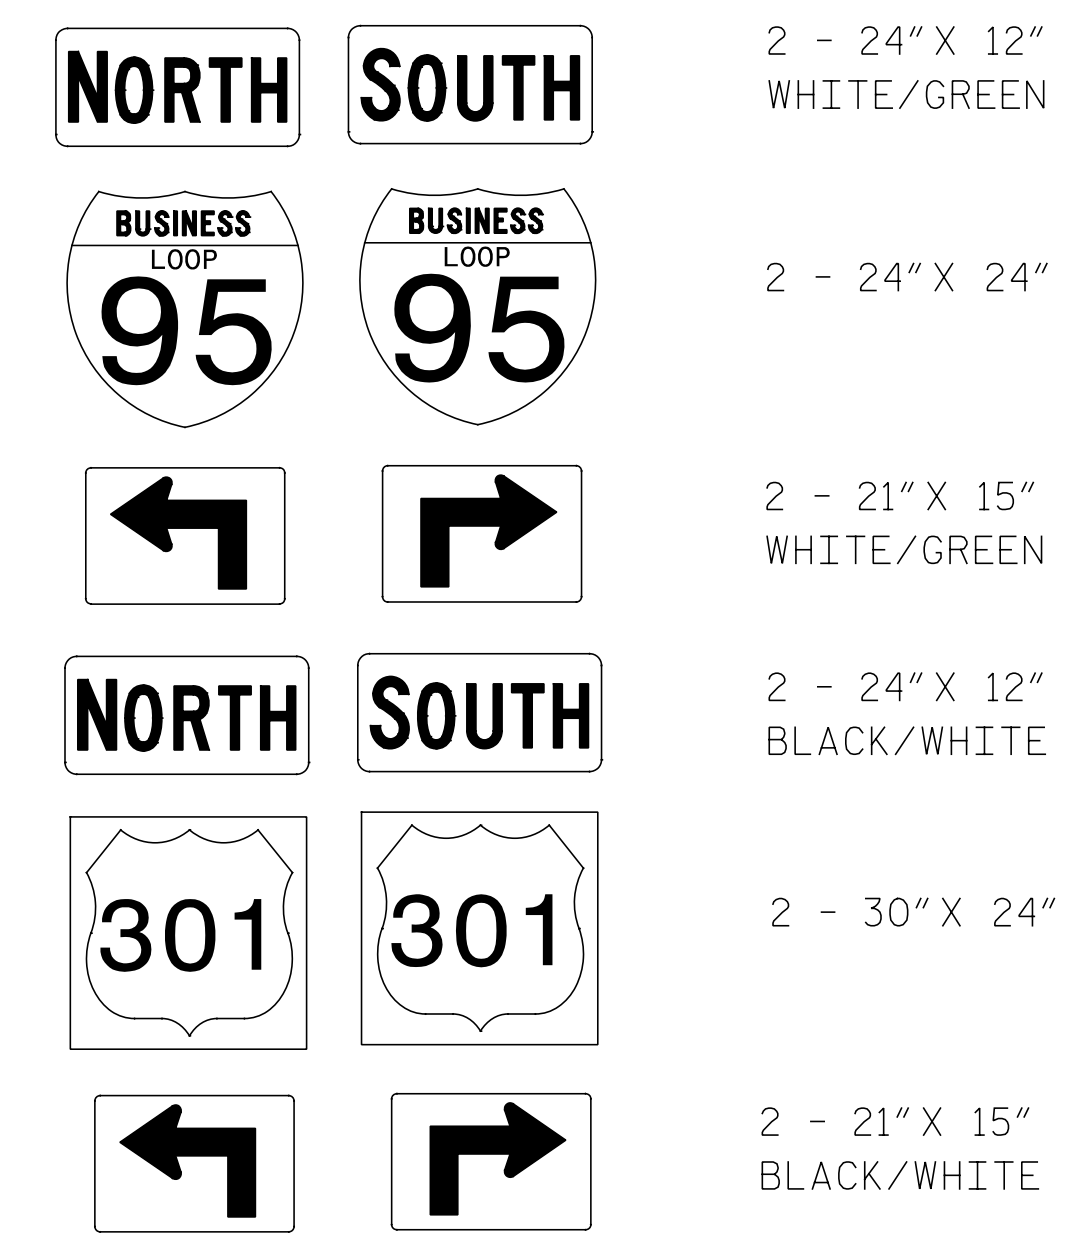 NORTH SOUTH 2 - 24" X 12"
WHITE/GREEN
BUSINESS BUSINESS
LOOP LOOP
95 95 2 - 24" X 24"
2 - 21" X 15"
WHITE/GREEN
NORTH SOUTH 2 - 24" X 12"
BLACK/WHITE
301 301 2 - 30" X 24"
2 - 21" X 15"
BLACK/WHITE